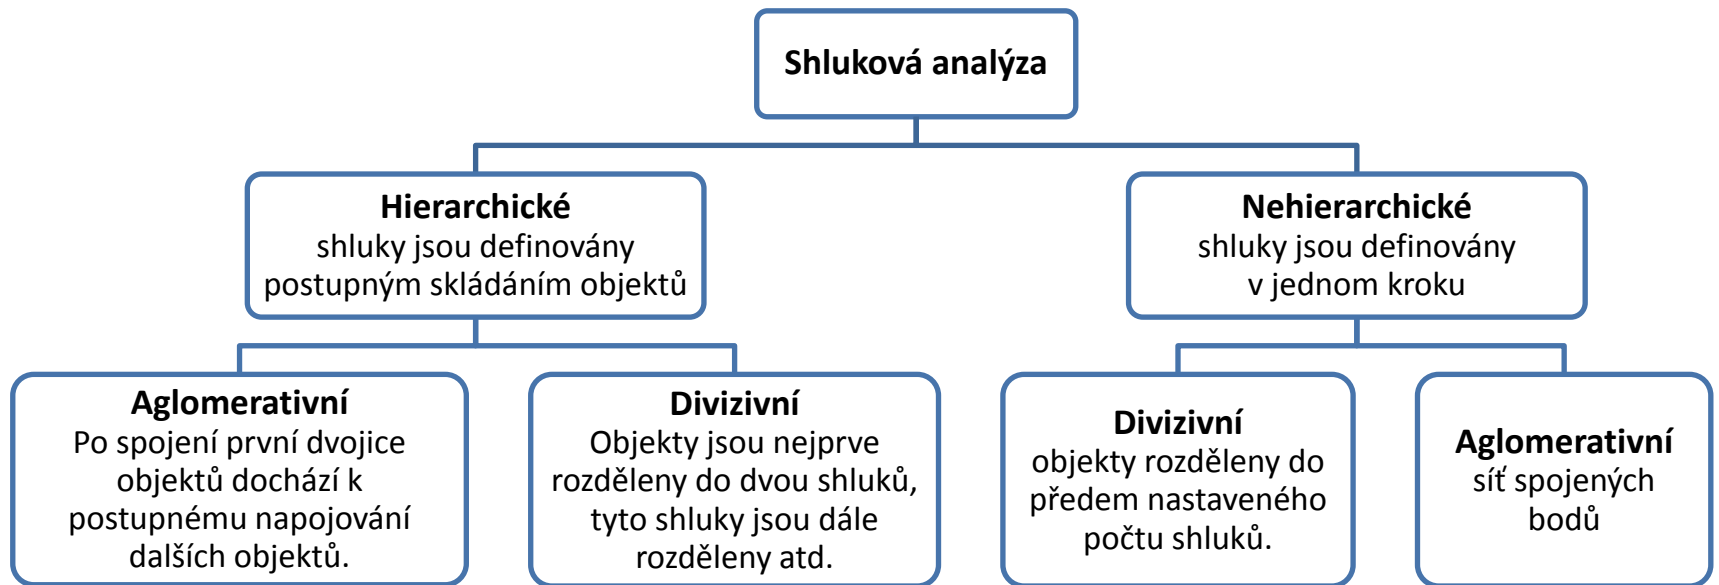 Shluková analýza
Hierarchické
shluky jsou definovány
postupným skládáním objektů
Nehierarchické
shluky jsou definovány
v jednom kroku
Aglomerativní
Po spojení první dvojice
objektů dochází k
postupnému napojování
dalších objektů.
Divizivní
Objekty jsou nejprve
rozděleny do dvou shluků,
tyto shluky jsou dále
rozděleny atd.
Divizivní
objekty rozděleny do
předem nastaveného
počtu shluků.
Aglomerativní
síť spojených
bodů